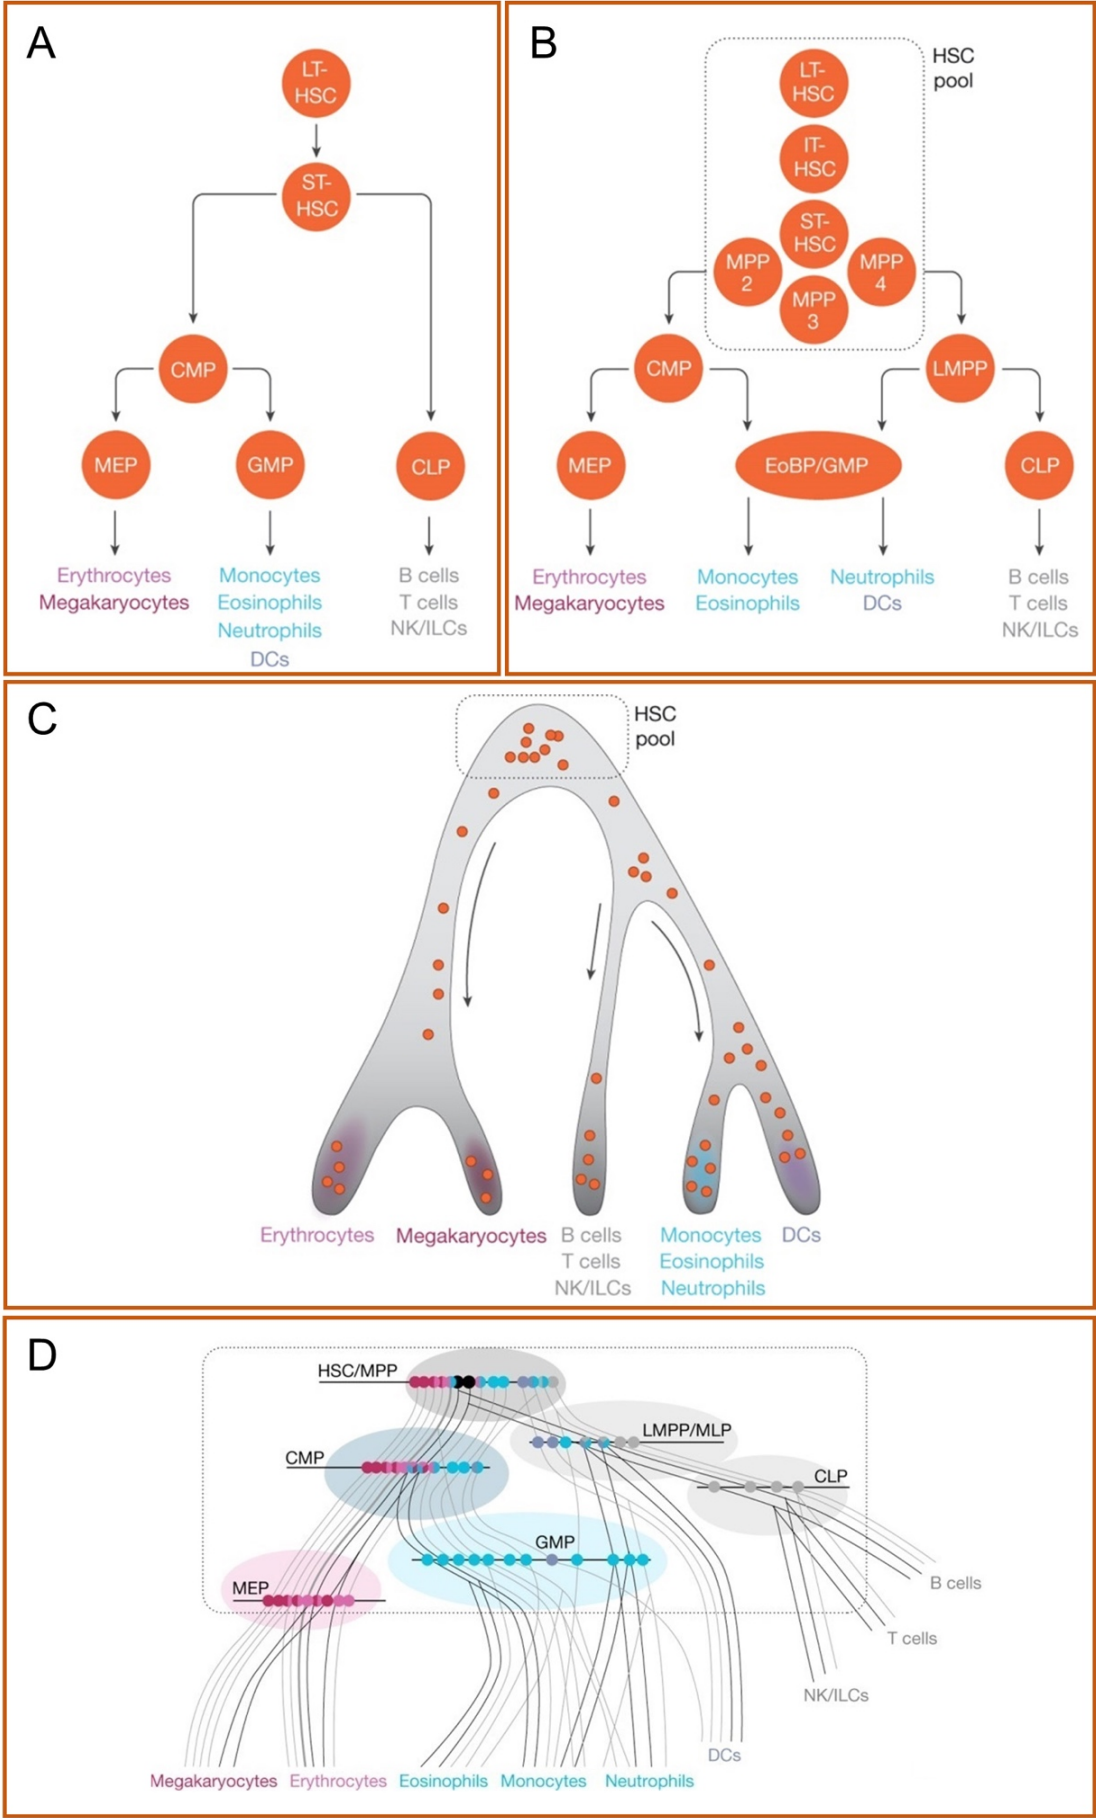 A
LT-
HSC
ST-
HSC
CMP
MEP
GMP
CLP
Erythrocytes
Megakaryocytes
Monocytes
Eosinophils
Neutrophils
DCs
B cells
T cells
NK/ILCs
B
HSC
pool
LT-
HSC
IT-
HSC
ST-
HSC
MPP
2
MPP
3
MPP
4
CMP
LMPP
MEP
EoBP/GMP
CLP
Erythrocytes
Megakaryocytes
Monocytes
Eosinophils
Neutrophils
DCs
B cells
T cells
NK/ILCs
C
HSC
pool
Erythrocytes
Megakaryocytes
B cells
T cells
NK/ILCs
Monocytes
Eosinophils
Neutrophils
DCs
D
HSC/MPP
LMPP/MLP
CMP
CLP
GMP
MEP
B cells
T cells
NK/ILCs
DCs
Megakaryocytes
Erythrocytes
Eosinophils
Monocytes
Neutrophils